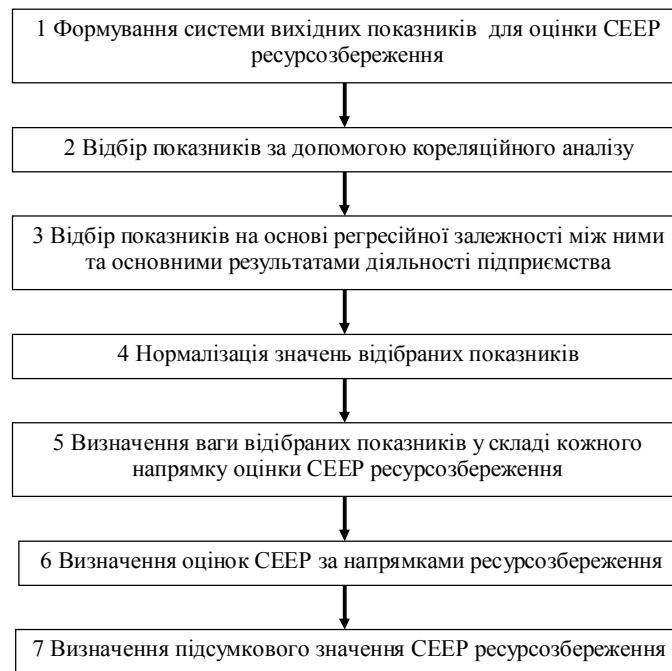 1 Формування системи вихідних показників для оцінки СЕЕР
ресурсозбереження
2 Відбір показників за допомогою кореляційного аналізу
3 Відбір показників на основі регресійної залежності між ними
та основними результатами діяльності підприємства
4 Нормалізація значень відібраних показників
5 Визначення ваги відібраних показників у складі кожного
напрямку оцінки СЕЕР ресурсозбереження
6 Визначення оцінок СЕЕР за напрямками ресурсозбереження
7 Визначення підсумкового значення СЕЕР ресурсозбереження